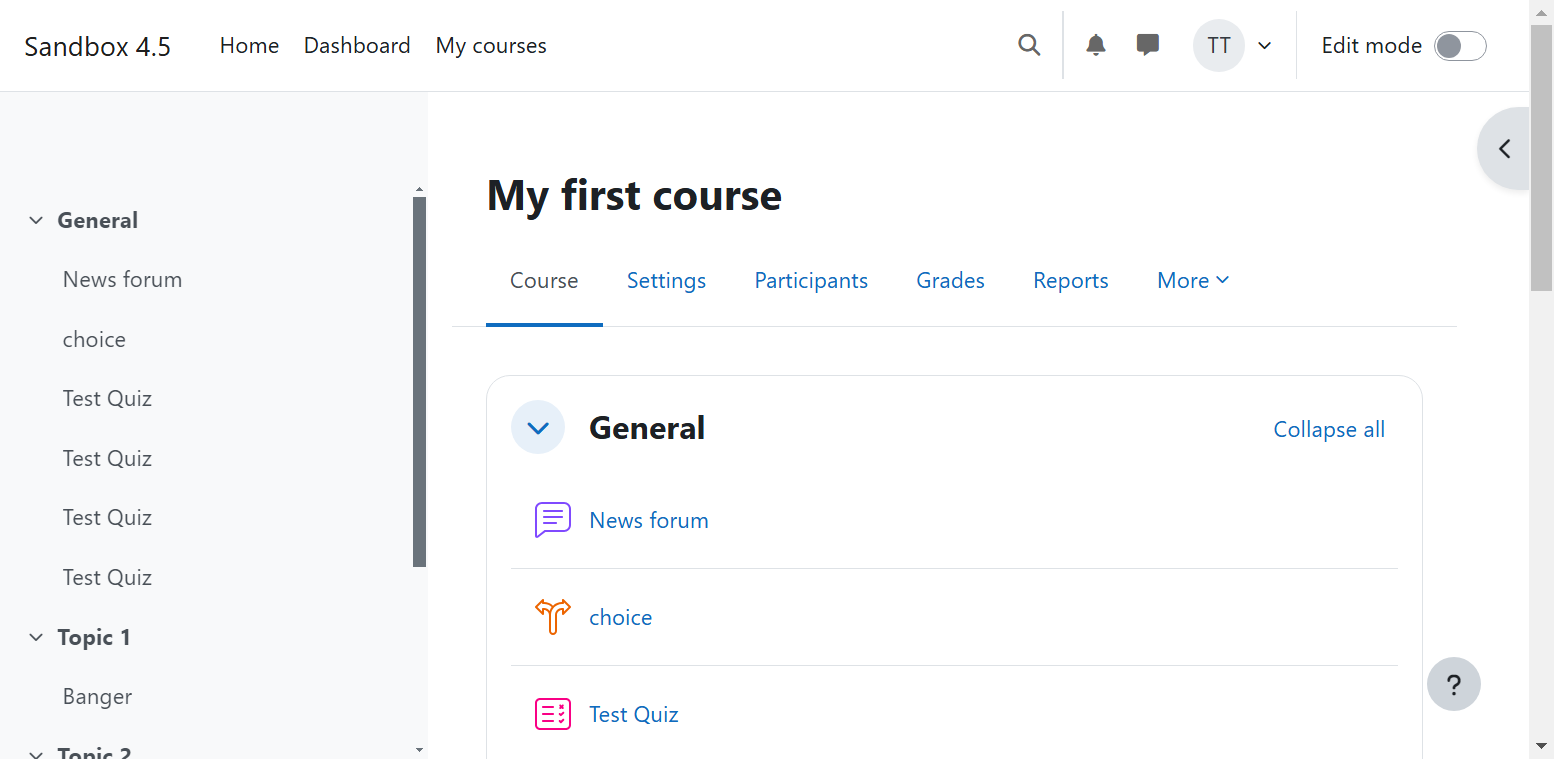 Sandbox 4.5 Home Dashboard My courses TT Edit mode
General
News forum
choice
Test Quiz
Test Quiz
Test Quiz
Test Quiz
Topic 1
Banger
Topic 2
My first course
Course Settings Participants Grades Reports More
General Collapse all
News forum
choice
Test Quiz
?